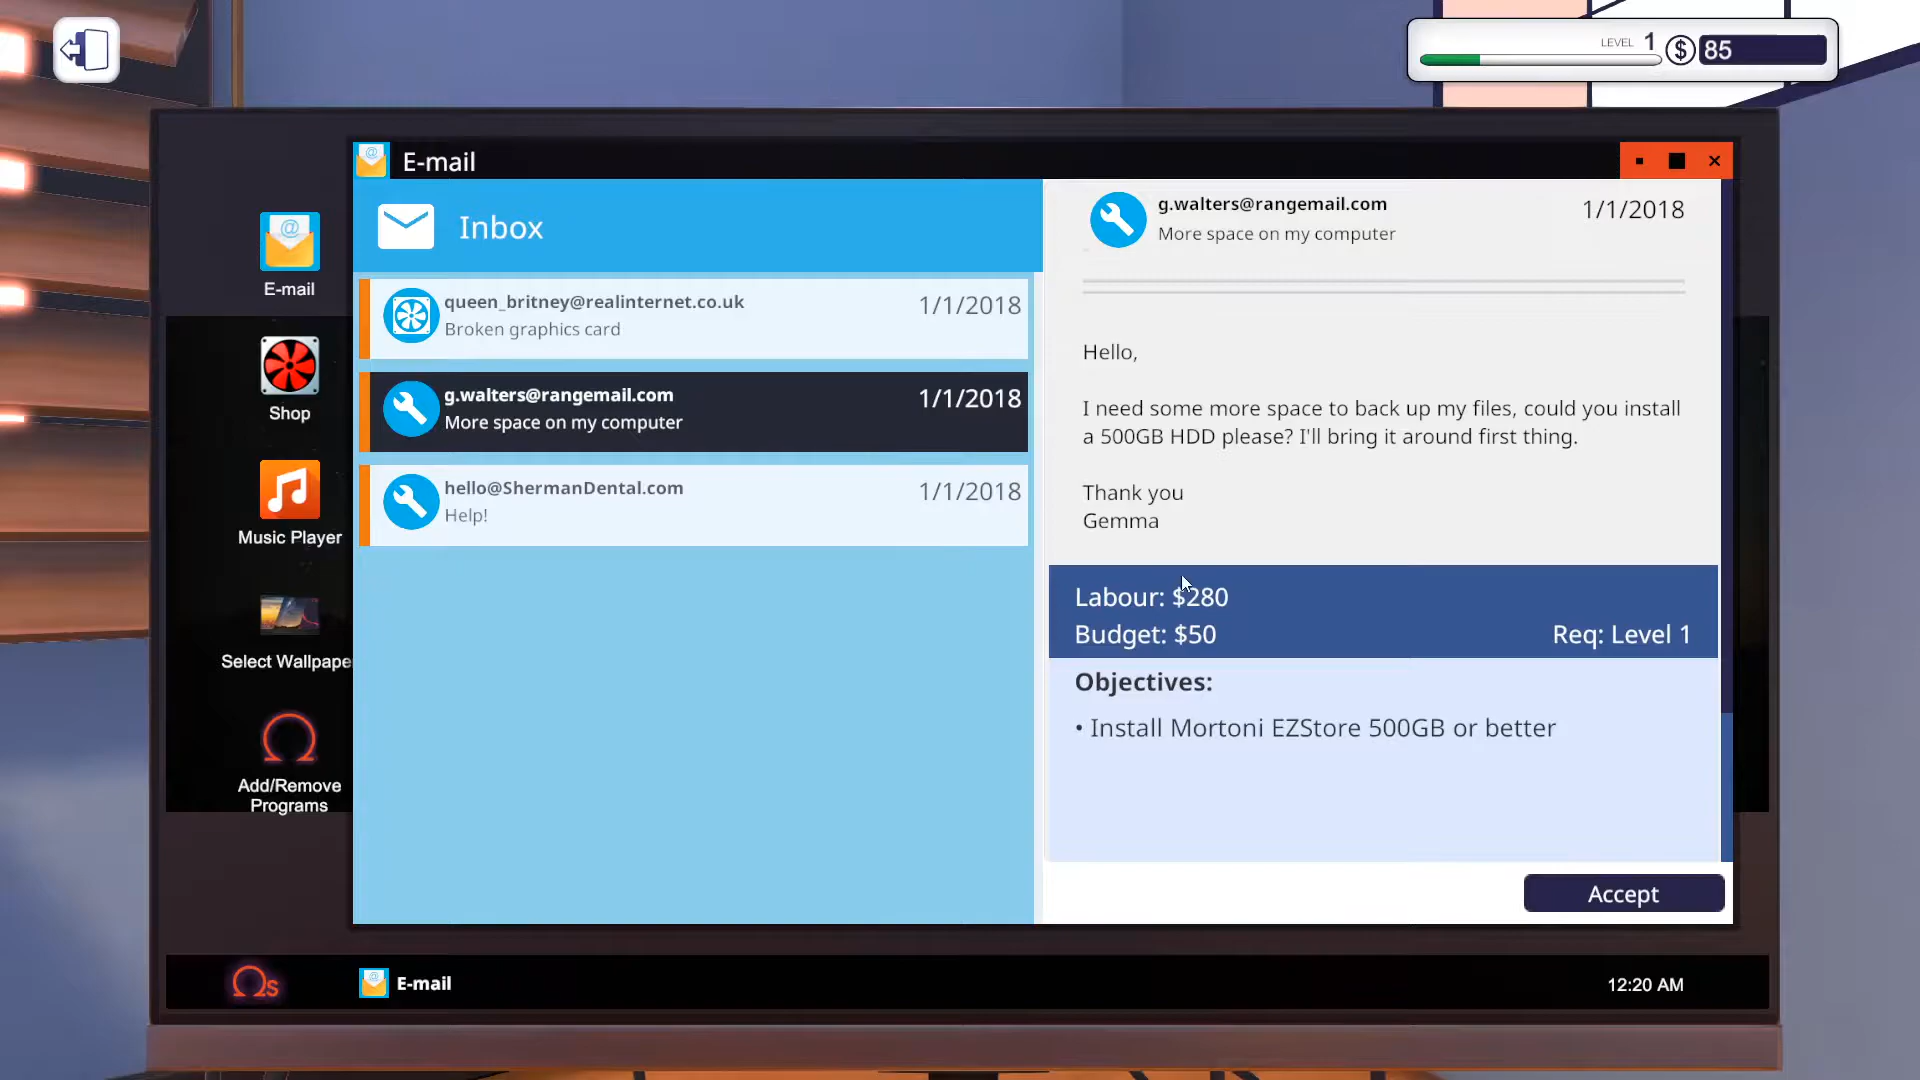 LEVEL 1
$ 85
E-mail
Inbox
queen_britney@realinternet.co.uk
1/1/2018
Broken graphics card
g.walters@rangemail.com
1/1/2018
More space on my computer
hello@ShermanDental.com
1/1/2018
Help!
g.walters@rangemail.com
1/1/2018
More space on my computer
Hello,
I need some more space to back up my files, could you install
a 500GB HDD please? I'll bring it around first thing.
Thank you
Gemma
Labour: $280
Budget: $50
Req: Level 1
Objectives:
• Install Mortoni EZStore 500GB or better
Accept
E-mail
Shop
Music Player
Select Wallpape
Add/Remove
Programs
Ωs
E-mail
12:20 AM